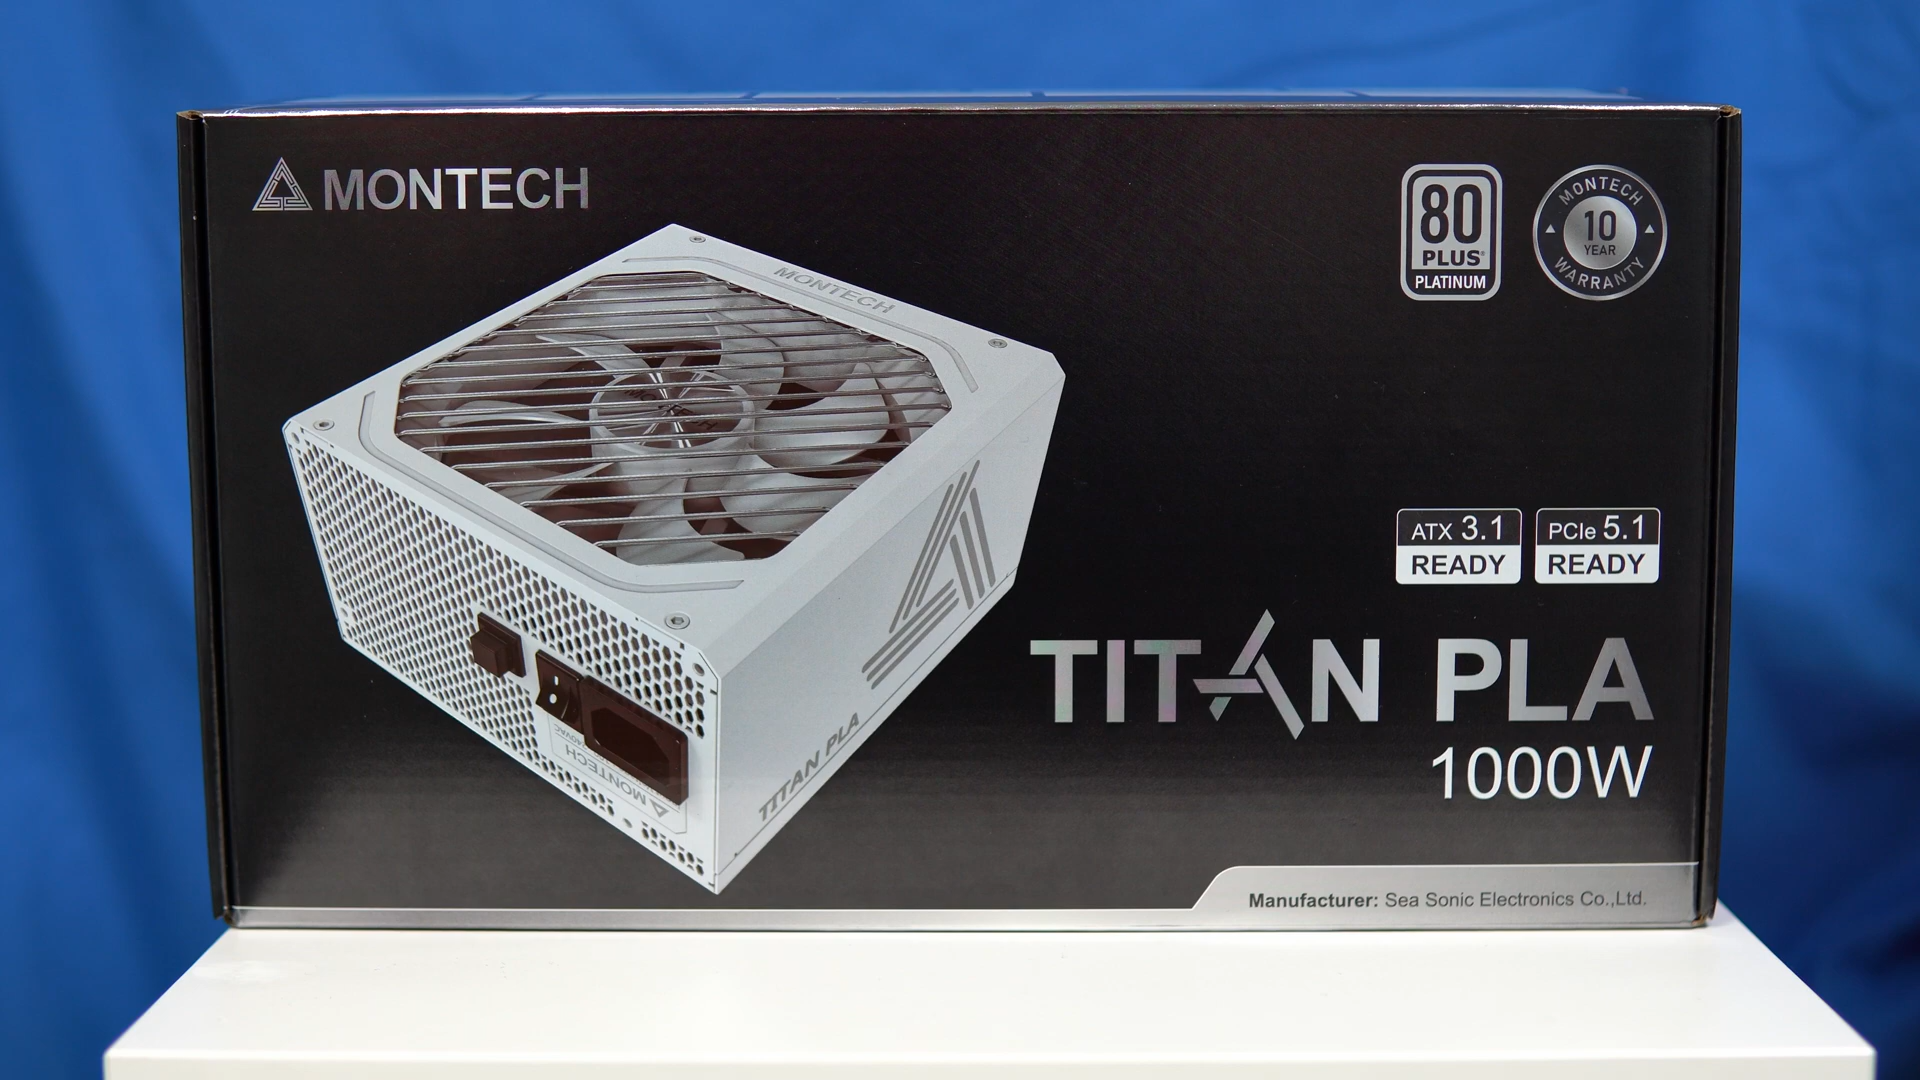 MONTECH
80
PLUS®
PLATINUM
MONTECH
10
YEAR
WARRANTY
MONTECH
MONTECH
ATX 3.1
READY
PCIe 5.1
READY
TITAN PLA
1000W
MONTECH
TITAN PLA
Manufacturer: Sea Sonic Electronics Co.,Ltd.